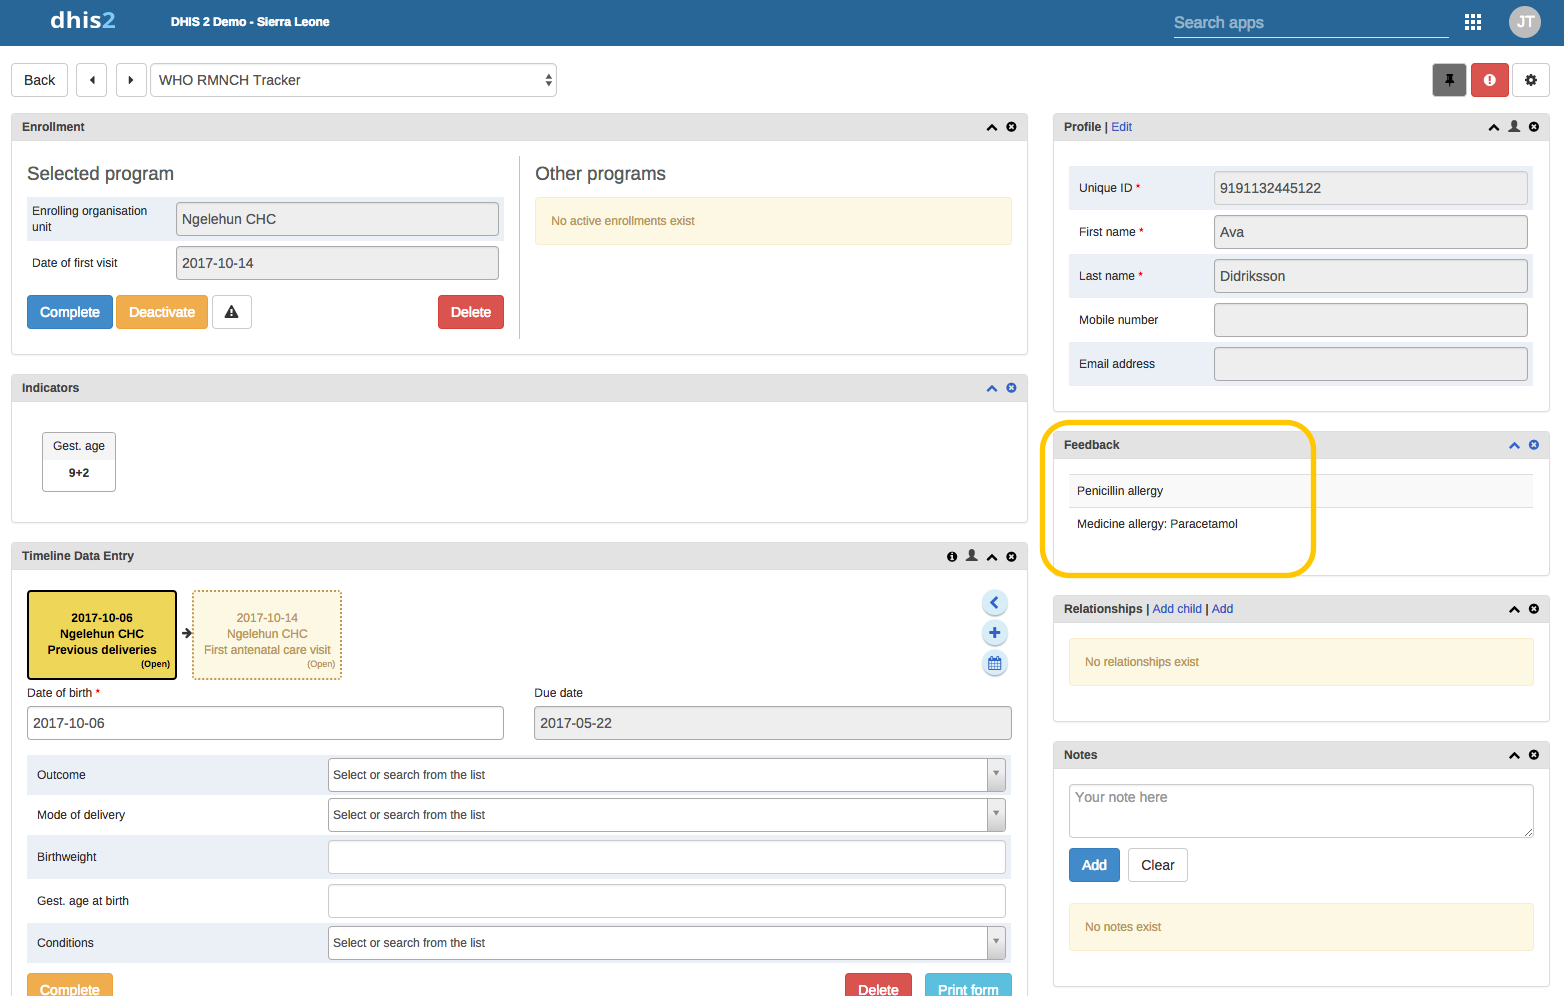 dhis2
DHIS 2 Demo - Sierra Leone
Search apps
JT
Back
WHO RMNCH Tracker
Enrollment
Selected program
Enrolling organisation
unit
Ngelehun CHC
Date of first visit
2017-10-14
Complete
Deactivate
Delete
Other programs
No active enrollments exist
Indicators
Gest. age
9+2
Timeline Data Entry
2017-10-06
Ngelehun CHC
Previous deliveries
(Open)
2017-10-14
Ngelehun CHC
First antenatal care visit
(Open)
Date of birth *
2017-10-06
Due date
2017-05-22
Outcome
Select or search from the list
Mode of delivery
Select or search from the list
Birthweight
Gest. age at birth
Conditions
Select or search from the list
Complete
Delete
Print form
Profile | Edit
Unique ID *
9191132445122
First name *
Ava
Last name *
Didriksson
Mobile number
Email address
Feedback
Penicillin allergy
Medicine allergy: Paracetamol
Relationships | Add child | Add
No relationships exist
Notes
Your note here
Add
Clear
No notes exist